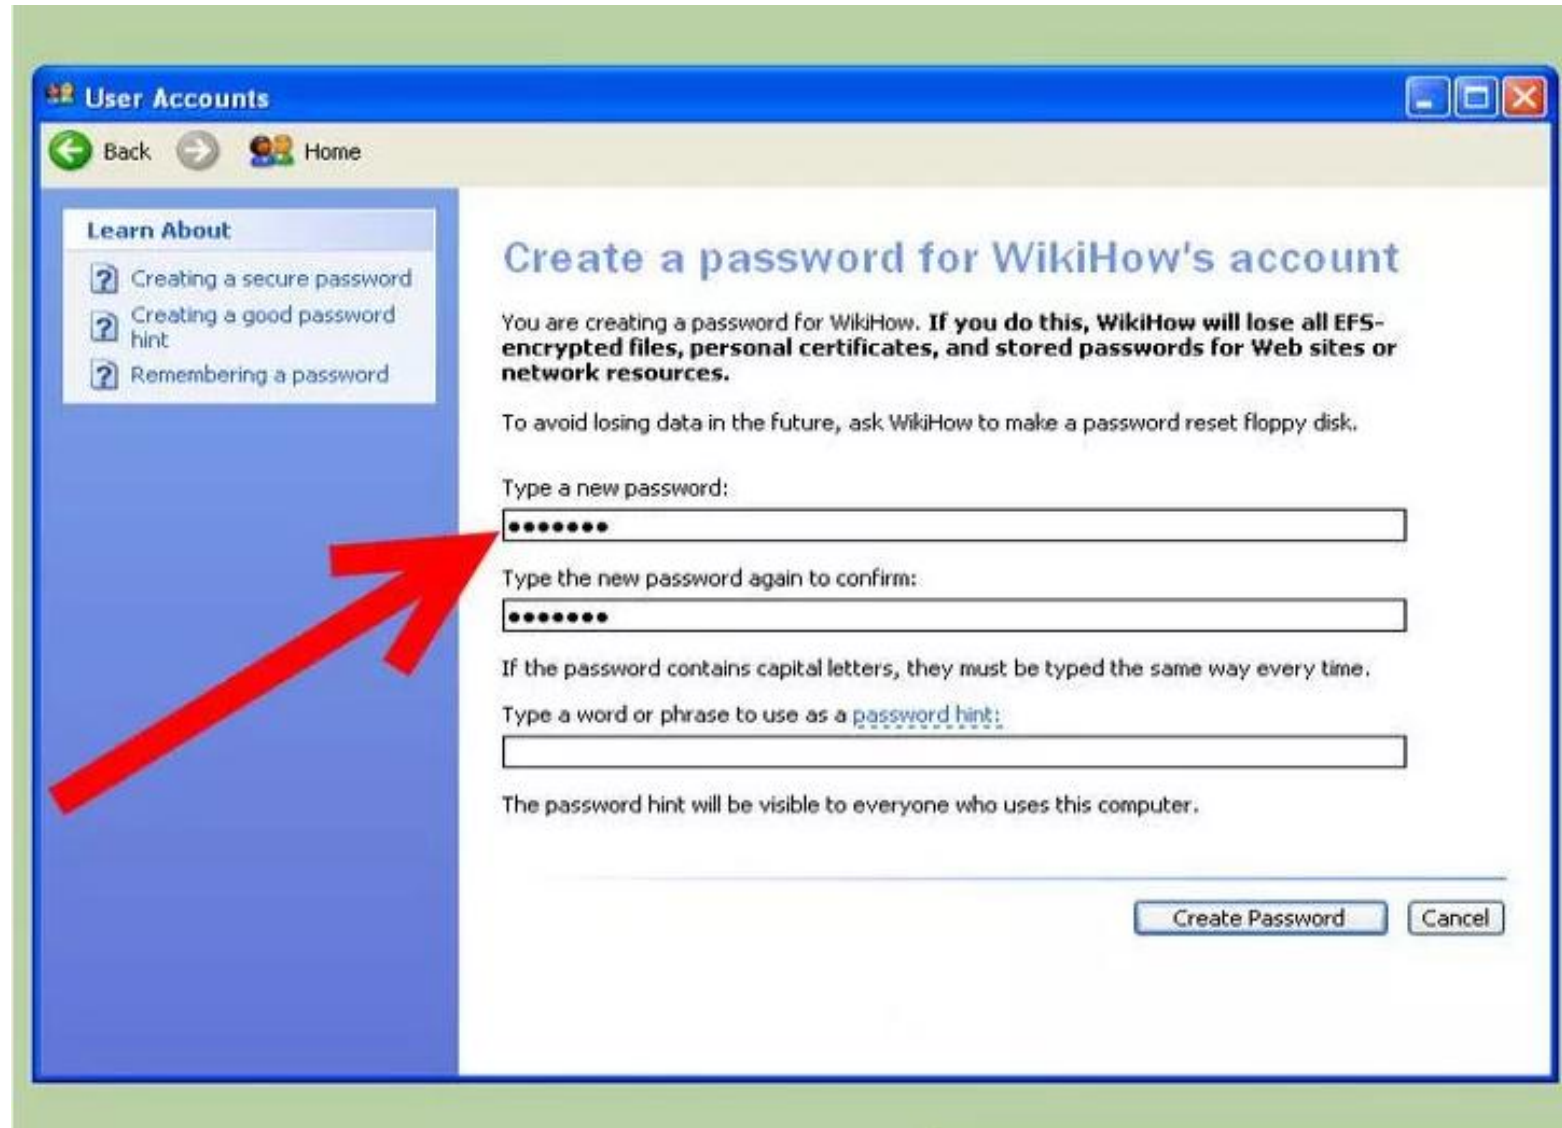 User Accounts
Back
Home
Learn About
Creating a secure password
Creating a good password
hint
Remembering a password
Create a password for WikiHow's account
You are creating a password for WikiHow. If you do this, WikiHow will lose all EFS-
encrypted files, personal certificates, and stored passwords for Web sites or
network resources.
To avoid losing data in the future, ask WikiHow to make a password reset floppy disk.
Type a new password:
●●●●●●●
Type the new password again to confirm:
●●●●●●●
If the password contains capital letters, they must be typed the same way every time.
Type a word or phrase to use as a password hint:
The password hint will be visible to everyone who uses this computer.
Create Password
Cancel